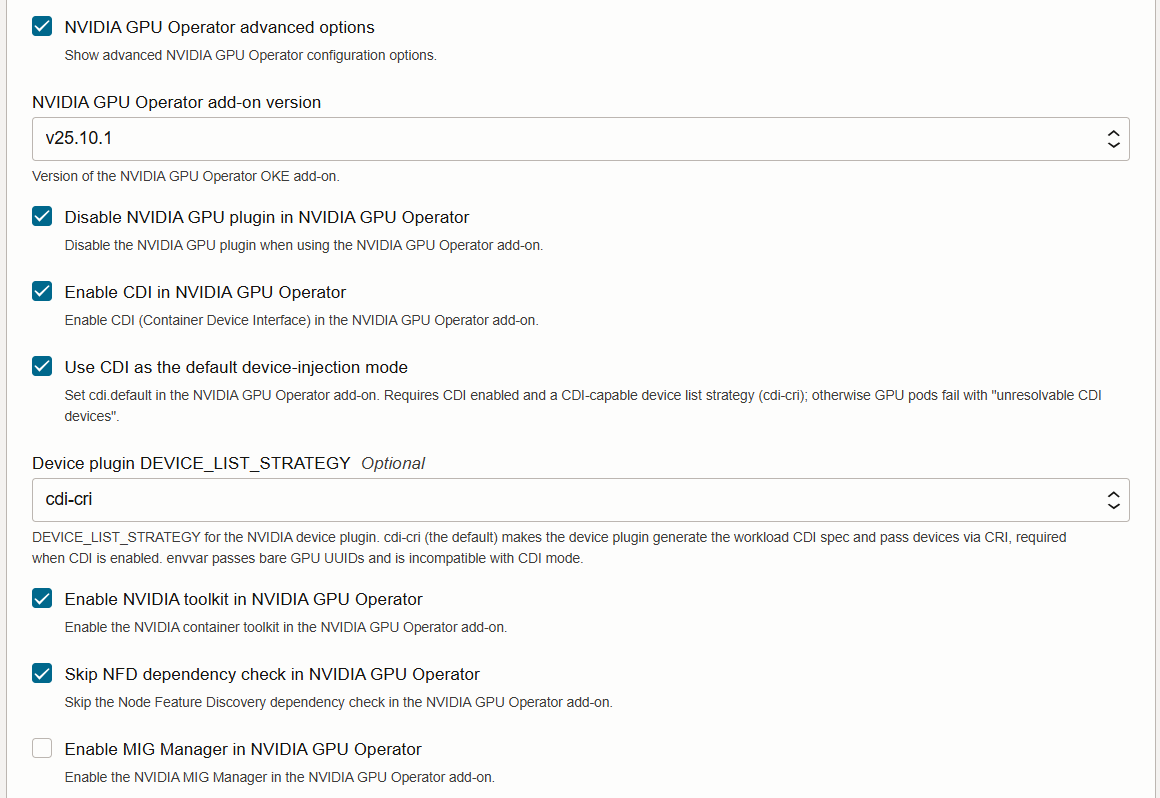 NVIDIA GPU Operator advanced options
Show advanced NVIDIA GPU Operator configuration options.
NVIDIA GPU Operator add-on version
v25.10.1
Version of the NVIDIA GPU Operator OKE add-on.
Disable NVIDIA GPU plugin in NVIDIA GPU Operator
Disable the NVIDIA GPU plugin when using the NVIDIA GPU Operator add-on.
Enable CDI in NVIDIA GPU Operator
Enable CDI (Container Device Interface) in the NVIDIA GPU Operator add-on.
Use CDI as the default device-injection mode
Set cdi.default in the NVIDIA GPU Operator add-on. Requires CDI enabled and a CDI-capable device list strategy (cdi-cri); otherwise GPU pods fail with "unresolvable CDI
devices".
Device plugin DEVICE_LIST_STRATEGY Optional
cdi-cri
DEVICE_LIST_STRATEGY for the NVIDIA device plugin. cdi-cri (the default) makes the device plugin generate the workload CDI spec and pass devices via CRI, required
when CDI is enabled. envvar passes bare GPU UUIDs and is incompatible with CDI mode.
Enable NVIDIA toolkit in NVIDIA GPU Operator
Enable the NVIDIA container toolkit in the NVIDIA GPU Operator add-on.
Skip NFD dependency check in NVIDIA GPU Operator
Skip the Node Feature Discovery dependency check in the NVIDIA GPU Operator add-on.
Enable MIG Manager in NVIDIA GPU Operator
Enable the NVIDIA MIG Manager in the NVIDIA GPU Operator add-on.